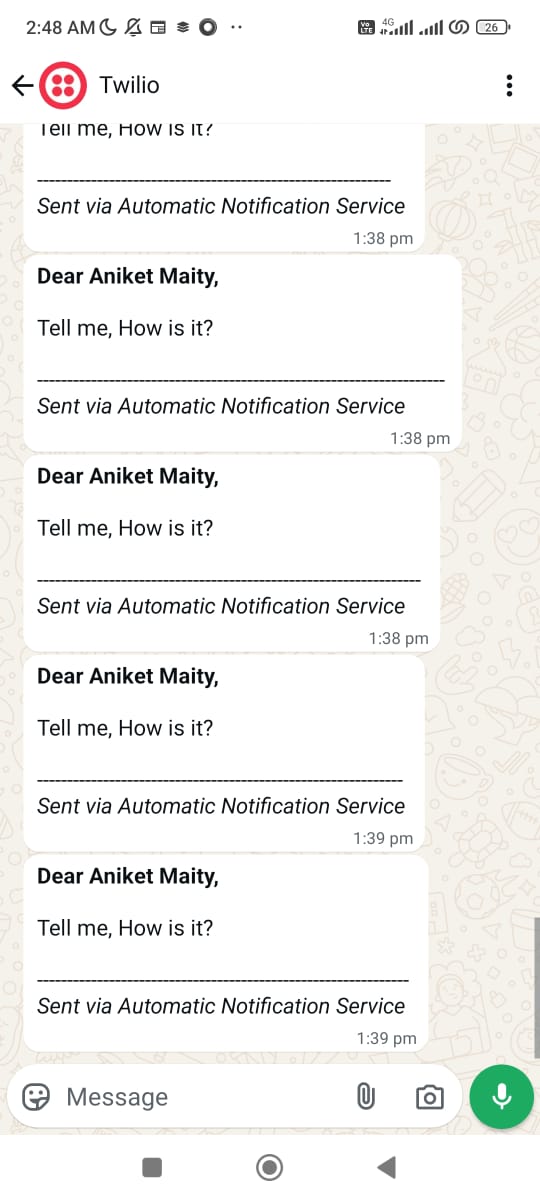 2:48 AM
Vo LTE 4G 26
Twilio
Tell me, How is it?
Sent via Automatic Notification Service
1:38 pm
Dear Aniket Maity,
Tell me, How is it?
Sent via Automatic Notification Service
1:38 pm
Dear Aniket Maity,
Tell me, How is it?
Sent via Automatic Notification Service
1:38 pm
Dear Aniket Maity,
Tell me, How is it?
Sent via Automatic Notification Service
1:39 pm
Dear Aniket Maity,
Tell me, How is it?
Sent via Automatic Notification Service
1:39 pm
Message